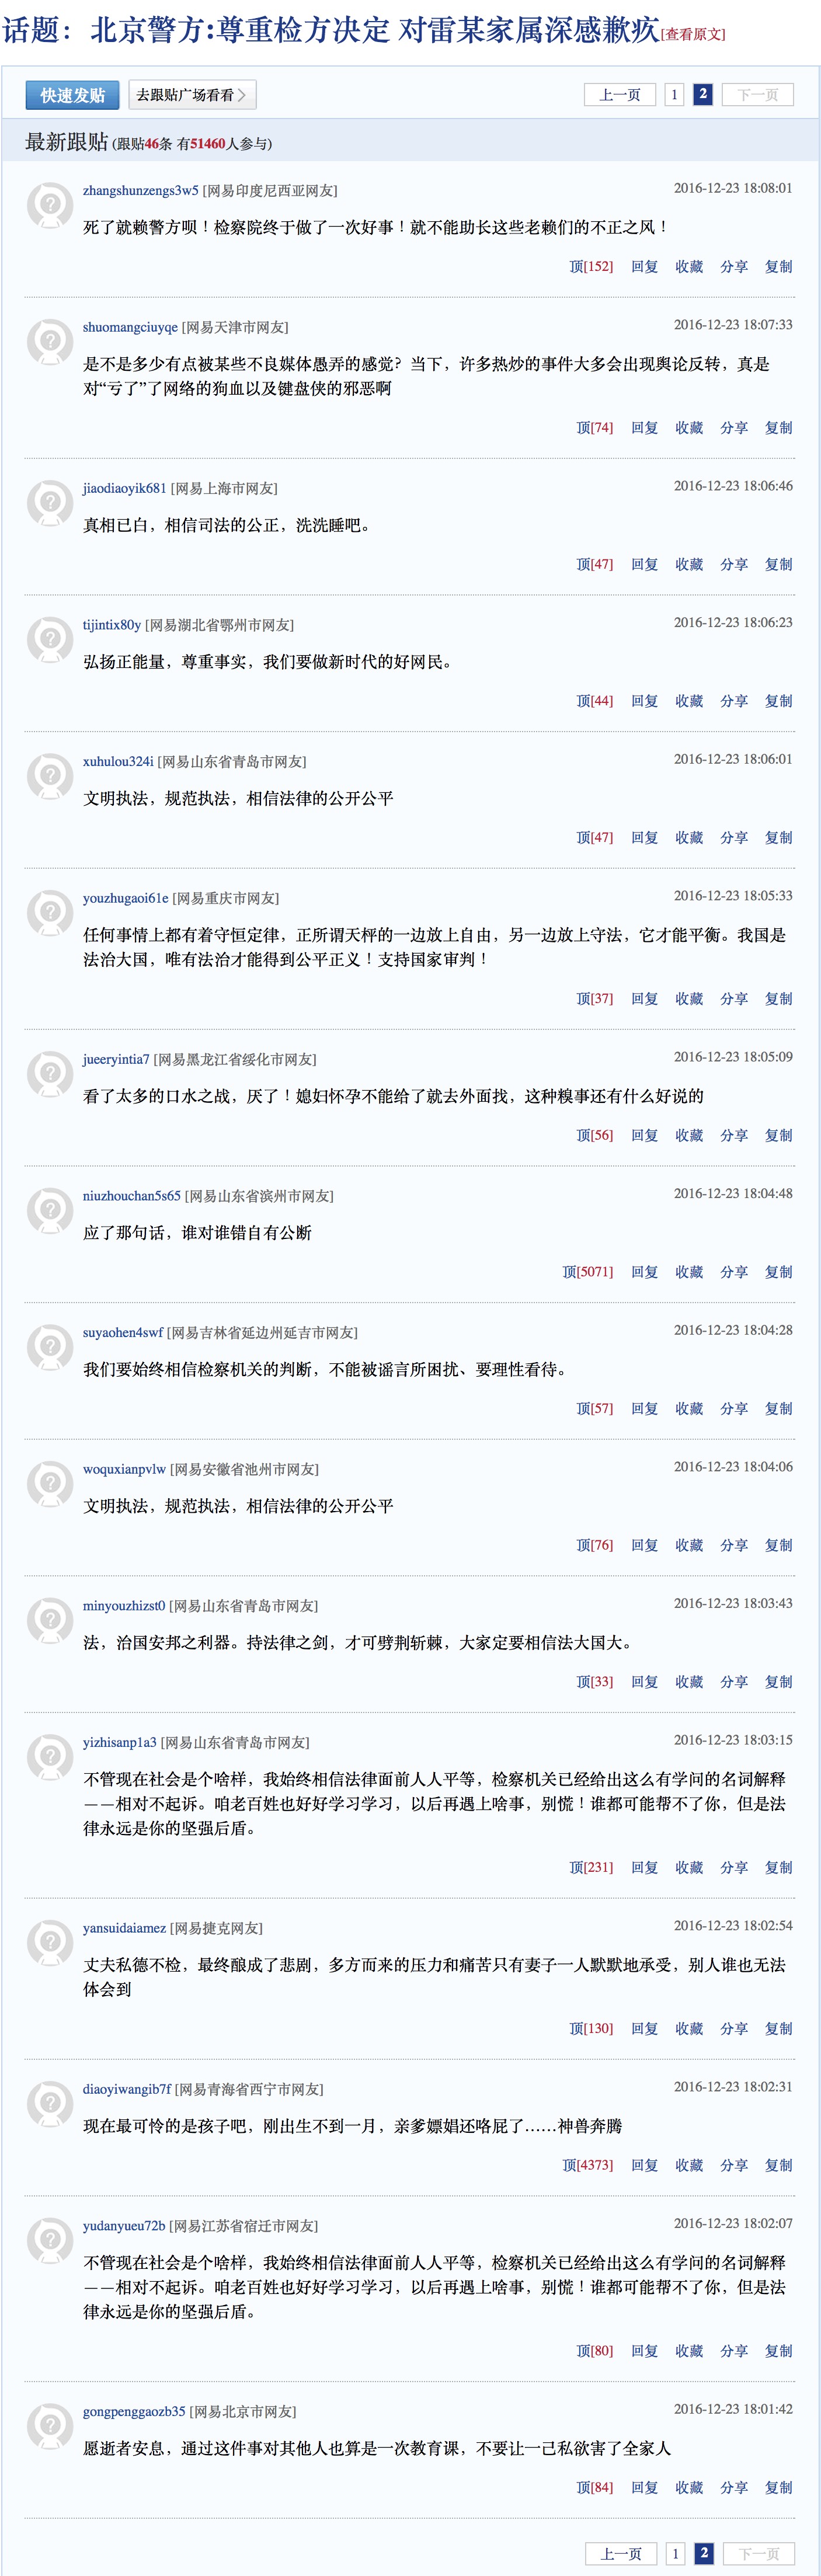 话题：北京警方:尊重检方决定 对雷某家属深感歉疚[查看原文]
快速发贴 去跟贴广场看看 上一页 1 2 下一页
最新跟贴 (跟贴46条 有51460人参与)
zhangshunzengs3w5 [网易印度尼西亚网友] 2016-12-23 18:08:01
死了就赖警方呗！检察院终于做了一次好事！就不能助长这些老赖们的不正之风！
顶[152] 回复 收藏 分享 复制
shuomangciuyqe [网易天津市网友] 2016-12-23 18:07:33
是不是多少有点被某些不良媒体愚弄的感觉？当下，许多热炒的事件大多会出现舆论反转，真是
对“亏了”了网络的狗血以及键盘侠的邪恶啊
顶[74] 回复 收藏 分享 复制
jiaodiaoyik681 [网易上海市网友] 2016-12-23 18:06:46
真相已白，相信司法的公正，洗洗睡吧。
顶[47] 回复 收藏 分享 复制
tijintix80y [网易湖北省鄂州市网友] 2016-12-23 18:06:23
弘扬正能量，尊重事实，我们要做新时代的好网民。
顶[44] 回复 收藏 分享 复制
xuhulou324i [网易山东省青岛市网友] 2016-12-23 18:06:01
文明执法，规范执法，相信法律的公开公平
顶[47] 回复 收藏 分享 复制
youzhugaoi61e [网易重庆市网友] 2016-12-23 18:05:33
任何事情上都有着守恒定律，正所谓天枰的一边放上自由，另一边放上守法，它才能平衡。我国是
法治大国，唯有法治才能得到公平正义！支持国家审判！
顶[37] 回复 收藏 分享 复制
jueeryintia7 [网易黑龙江省绥化市网友] 2016-12-23 18:05:09
看了太多的口水之战，厌了！媳妇怀孕不能给了就去外面找，这种糗事还有什么好说的
顶[56] 回复 收藏 分享 复制
niuzhouchan5s65 [网易山东省滨州市网友] 2016-12-23 18:04:48
应了那句话，谁对谁错自有公断
顶[5071] 回复 收藏 分享 复制
suyaohen4swf [网易吉林省延边州延吉市网友] 2016-12-23 18:04:28
我们要始终相信检察机关的判断，不能被谣言所困扰、要理性看待。
顶[57] 回复 收藏 分享 复制
woquxianpvlw [网易安徽省池州市网友] 2016-12-23 18:04:06
文明执法，规范执法，相信法律的公开公平
顶[76] 回复 收藏 分享 复制
minyouzhizst0 [网易山东省青岛市网友] 2016-12-23 18:03:43
法，治国安邦之利器。持法律之剑，才可劈荆斩棘，大家定要相信法大国大。
顶[33] 回复 收藏 分享 复制
yizhisanp1a3 [网易山东省青岛市网友] 2016-12-23 18:03:15
不管现在社会是个啥样，我始终相信法律面前人人平等，检察机关已经给出这么有学问的名词解释
——相对不起诉。咱老百姓也好好学习学习，以后再遇上啥事，别慌！谁都可能帮不了你，但是法
律永远是你的坚强后盾。
顶[231] 回复 收藏 分享 复制
yansuidaiamez [网易捷克网友] 2016-12-23 18:02:54
丈夫私德不检，最终酿成了悲剧，多方而来的压力和痛苦只有妻子一人默默地承受，别人谁也无法
体会到
顶[130] 回复 收藏 分享 复制
diaoyiwangib7f [网易青海省西宁市网友] 2016-12-23 18:02:31
现在最可怜的是孩子吧，刚出生不到一月，亲爹嫖娼还咯屁了……神兽奔腾
顶[4373] 回复 收藏 分享 复制
yudanyueu72b [网易江苏省宿迁市网友] 2016-12-23 18:02:07
不管现在社会是个啥样，我始终相信法律面前人人平等，检察机关已经给出这么有学问的名词解释
——相对不起诉。咱老百姓也好好学习学习，以后再遇上啥事，别慌！谁都可能帮不了你，但是法
律永远是你的坚强后盾。
顶[80] 回复 收藏 分享 复制
gongpenggaozb35 [网易北京市网友] 2016-12-23 18:01:42
愿逝者安息，通过这件事对其他人也算是一次教育课，不要让一己私欲害了全家人
顶[84] 回复 收藏 分享 复制
上一页 1 2 下一页